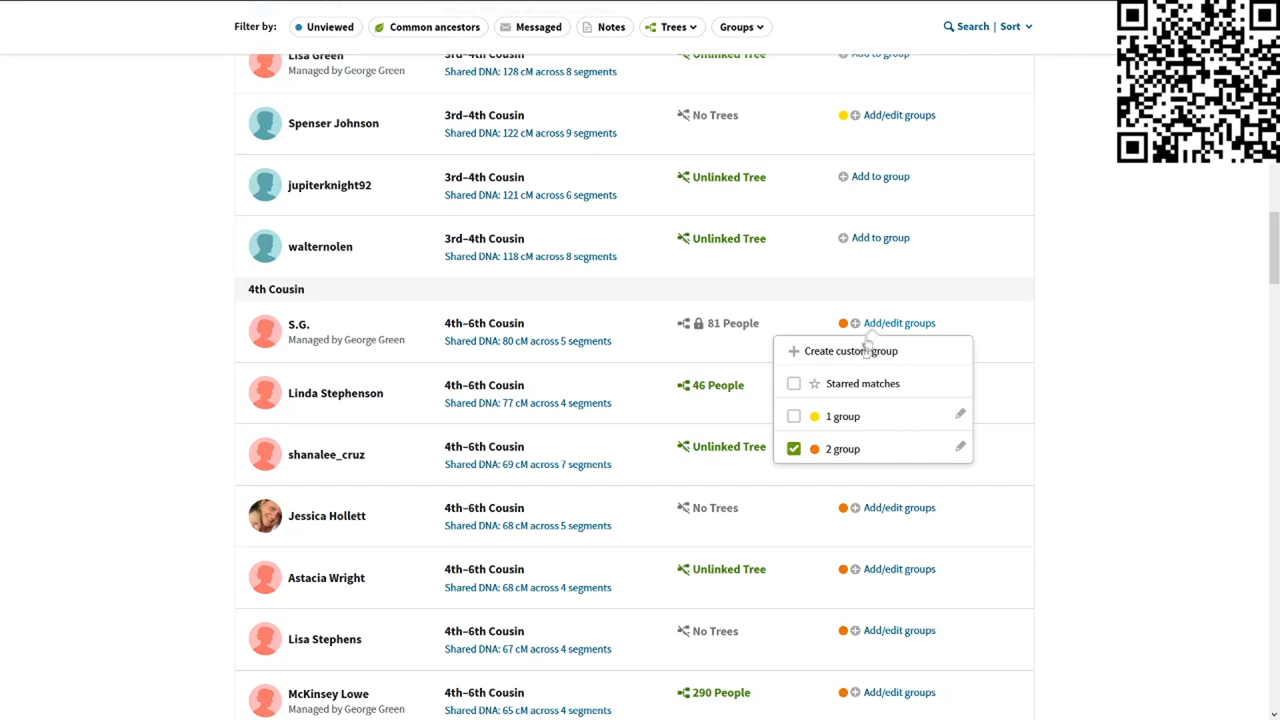 Filter by: Unviewed Common ancestors Messaged Notes Trees Groups Search | Sort
Lisa Green 3rd–4th Cousin Unlinked Tree Add to group
Managed by George Green Shared DNA: 128 cM across 8 segments
Spenser Johnson 3rd–4th Cousin No Trees Add/edit groups
Shared DNA: 122 cM across 9 segments
jupiterknight92 3rd–4th Cousin Unlinked Tree Add to group
Shared DNA: 121 cM across 6 segments
walternolen 3rd–4th Cousin Unlinked Tree Add to group
Shared DNA: 118 cM across 8 segments
4th Cousin
S.G. 4th–6th Cousin 81 People Add/edit groups
Managed by George Green Shared DNA: 80 cM across 5 segments
Create custom group
Starred matches
1 group
2 group
Linda Stephenson 4th–6th Cousin 46 People
Shared DNA: 77 cM across 4 segments
shanalee_cruz 4th–6th Cousin Unlinked Tree
Shared DNA: 69 cM across 7 segments
Jessica Hollett 4th–6th Cousin No Trees Add/edit groups
Shared DNA: 68 cM across 5 segments
Astacia Wright 4th–6th Cousin Unlinked Tree Add/edit groups
Shared DNA: 68 cM across 4 segments
Lisa Stephens 4th–6th Cousin No Trees Add/edit groups
Shared DNA: 67 cM across 4 segments
McKinsey Lowe 4th–6th Cousin 290 People Add/edit groups
Managed by George Green Shared DNA: 65 cM across 4 segments